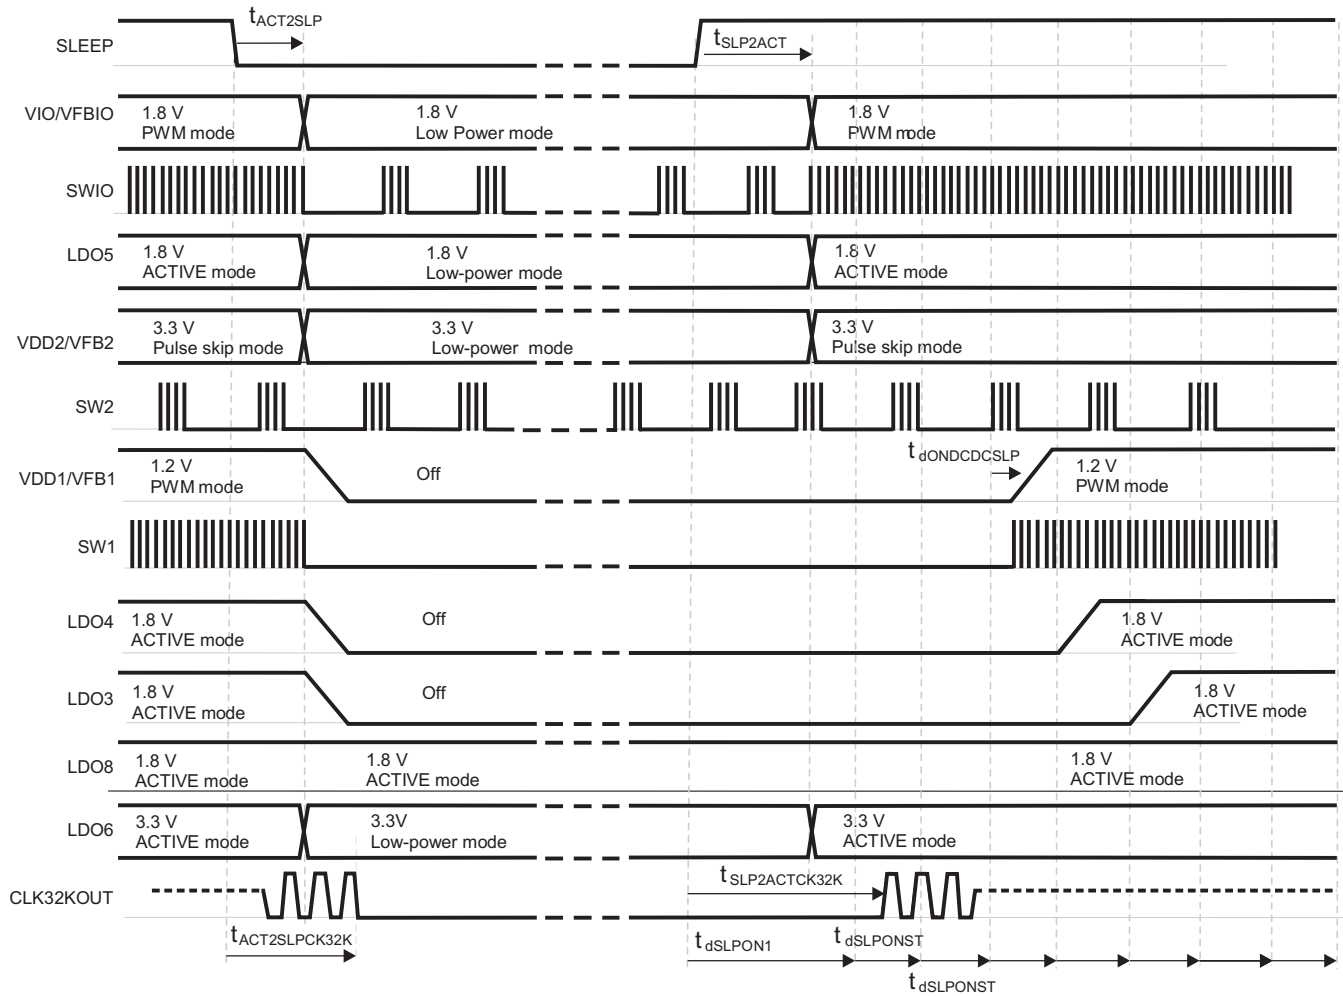 tACT2SLP
SLEEP
tSLP2ACT
VIO/VFBIO
1.8 V
PWM mode
1.8 V
Low Power mode
1.8 V
PWM mode
SWIO
LDO5
1.8 V
ACTIVE mode
1.8 V
Low-power mode
1.8 V
ACTIVE mode
VDD2/VFB2
3.3 V
Pulse skip mode
3.3 V
Low-power mode
3.3 V
Pulse skip mode
SW2
VDD1/VFB1
1.2 V
PWM mode
Off
tdONDCDCSLP
1.2 V
PWM mode
SW1
LDO4
1.8 V
ACTIVE mode
Off
1.8 V
ACTIVE mode
LDO3
1.8 V
ACTIVE mode
Off
1.8 V
ACTIVE mode
LDO8
1.8 V
ACTIVE mode
1.8 V
ACTIVE mode
1.8 V
ACTIVE mode
LDO6
3.3 V
ACTIVE mode
3.3V
Low-power mode
3.3 V
ACTIVE mode
CLK32KOUT
tSLP2ACTCK32K
tACT2SLPCK32K
tdSLPON1
tdSLPONST
tdSLPONST